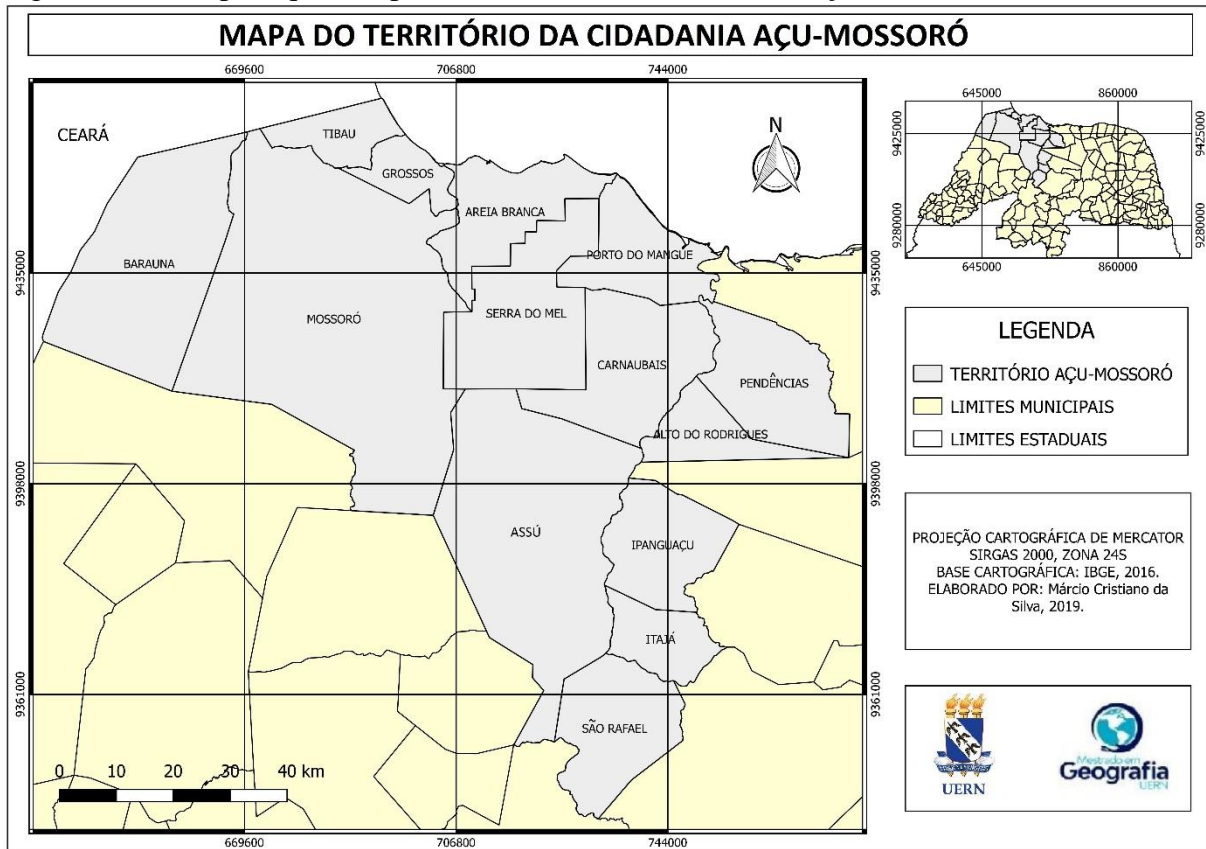 MAPA DO TERRITÓRIO DA CIDADANIA AÇU-MOSSORÓ
669600 706800 744000
CEARÁ
TIBAU
GROSSOS
N
AREIA BRANCA
BARAUNA
PORTO DO MANGUE
9435000 9435000
MOSSORÓ
SERRA DO MEL
CARNAUBAIS
PENDÊNCIAS
ALTO DO RODRIGUES
9398000 9398000
ASSÚ
IPANGUAÇU
ITAJÁ
9361000 9361000
SÃO RAFAEL
0 10 20 30 40 km
669600 706800 744000
645000 860000
9425000 9425000
9280000 9280000
645000 860000
LEGENDA
TERRITÓRIO AÇU-MOSSORÓ
LIMITES MUNICIPAIS
LIMITES ESTADUAIS
PROJEÇÃO CARTOGRÁFICA DE MERCATOR
SIRGAS 2000, ZONA 24S
BASE CARTOGRÁFICA: IBGE, 2016.
ELABORADO POR: Márcio Cristiano da
Silva, 2019.
UERN
Mestrado em
Geografia
UERN